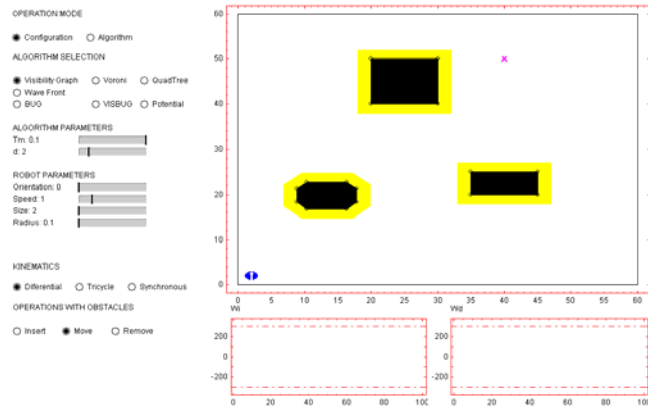 OPERATION MODE
Configuration Algorithm
ALGORITHM SELECTION
Visibility Graph Voroni QuadTree
Wave Front
BUG VISBUG Potential
ALGORITHM PARAMETERS
Tm: 0.1
d: 2
ROBOT PARAMETERS
Orientation: 0
Speed: 1
Size: 2
Radius: 0.1
KINEMATICS
Diferential Tricycle Synchronous
OPERATIONS WITH OBSTACLES
Insert Move Remove
60
50
40
30
20
10
0
0 5 10 15 20 25 30 35 40 45 50 55 60
x
Wi Wd
200
0
-200
0 20 40 60 80 100
200
0
-200
0 20 40 60 80 100